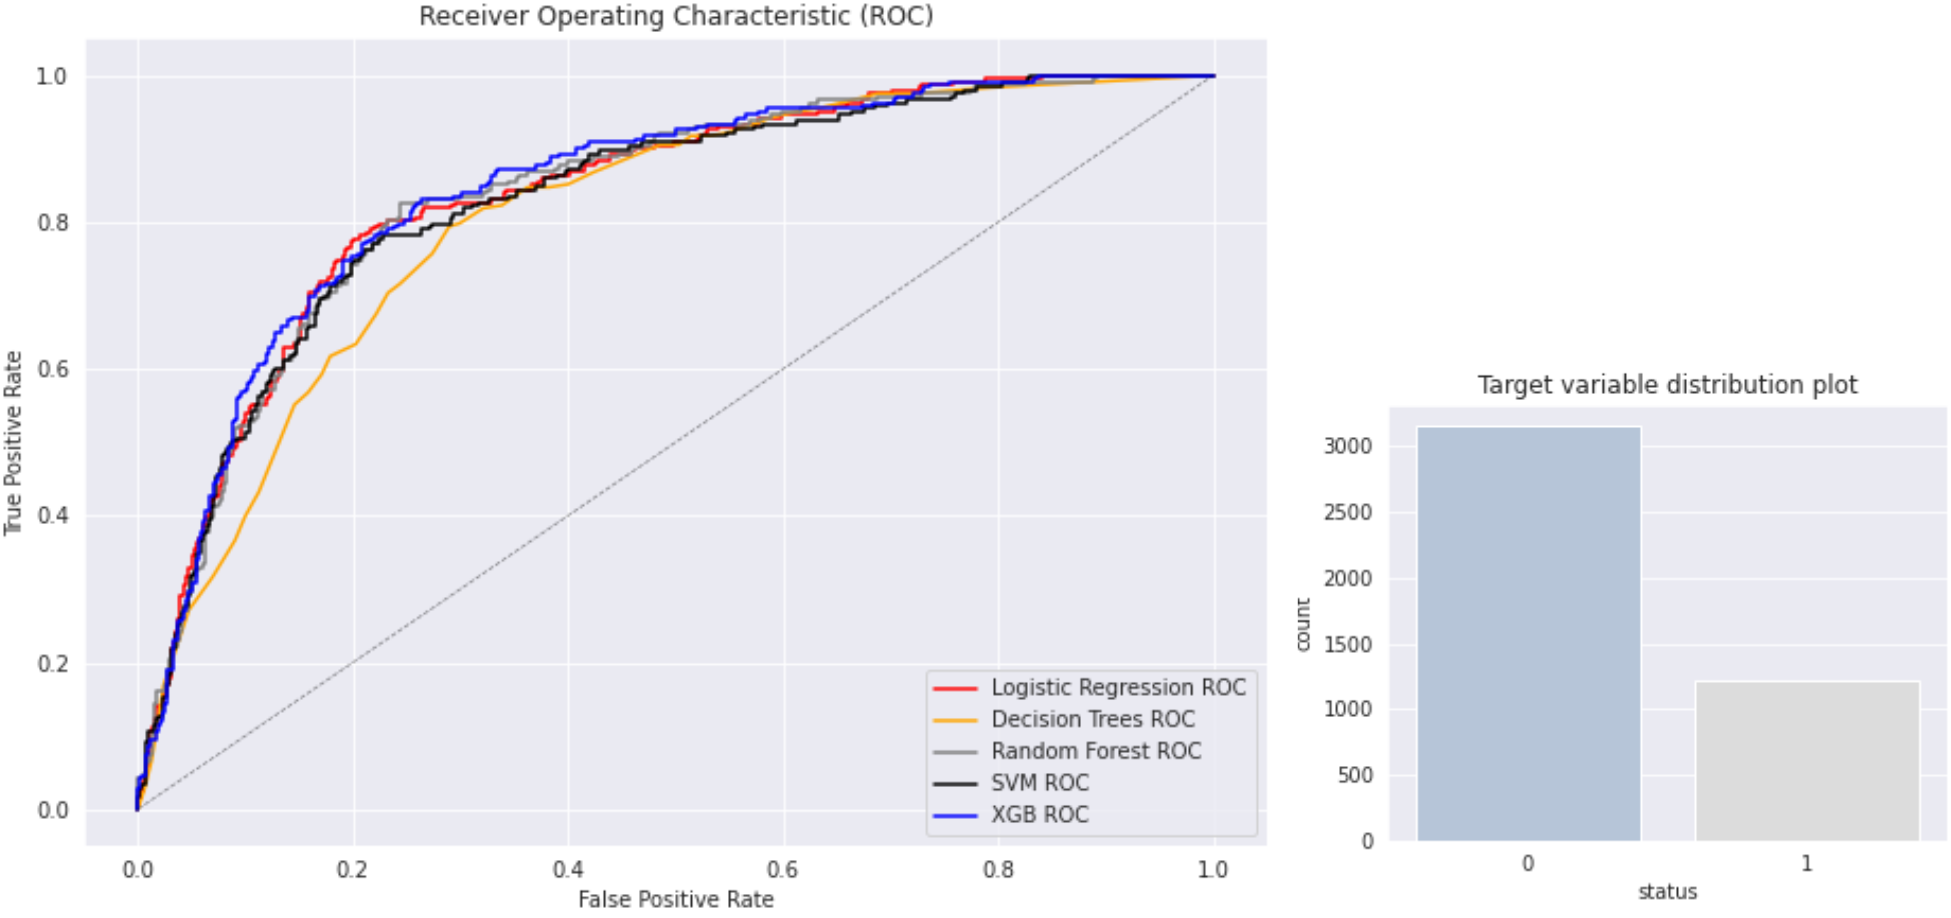 Receiver Operating Characteristic (ROC)
1.0
0.8
0.6
0.4
0.2
0.0
True Positive Rate
0.0 0.2 0.4 0.6 0.8 1.0
False Positive Rate
Logistic Regression ROC
Decision Trees ROC
Random Forest ROC
SVM ROC
XGB ROC
Target variable distribution plot
3000
2500
2000
1500
1000
500
0
count
0 1
status